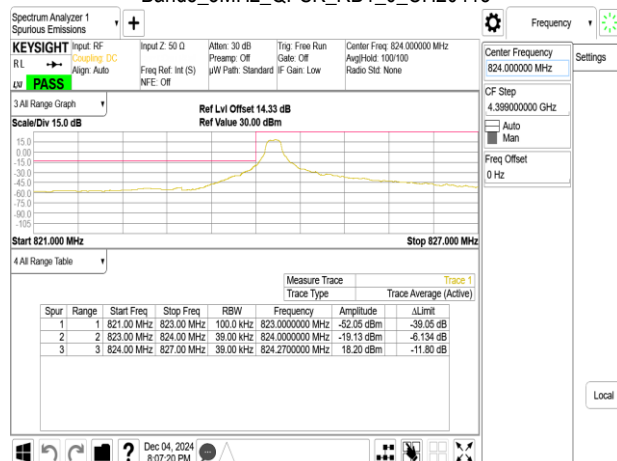 Spectrum Analyzer 1
Spurious Emissions
Frequency
KEYSIGHT
RL
Align: Auto
LXI
PASS
Input: RF
Coupling: DC
Input Z: 50 Ω
Freq Ref: Int (S)
NFE: Off
Atten: 30 dB
Preamp: Off
µW Path: Standard
Trig: Free Run
Gate: Off
IF Gain: Low
Center Freq: 824.000000 MHz
Avg|Hold: 100/100
Radio Std: None
Center Frequency
824.000000 MHz
Settings
CF Step
4.399000000 GHz
Auto
Man
Freq Offset
0 Hz
Local
3 All Range Graph
Scale/Div 15.0 dB
Ref Lvl Offset 14.33 dB
Ref Value 30.00 dBm
15.0
0.00
-15.0
-30.0
-45.0
-60.0
-75.0
-90.0
-105
Start 821.000 MHz
Stop 827.000 MHz
4 All Range Table
Measure Trace Trace 1
Trace Type Trace Average (Active)
Spur Range Start Freq Stop Freq RBW Frequency Amplitude ΔLimit
1 1 821.00 MHz 823.00 MHz 100.0 kHz 823.0000000 MHz -52.05 dBm -39.05 dB
2 2 823.00 MHz 824.00 MHz 39.00 kHz 824.0000000 MHz -19.13 dBm -6.134 dB
3 3 824.00 MHz 827.00 MHz 39.00 kHz 824.2700000 MHz 18.20 dBm -11.80 dB
Dec 04, 2024
8:07:20 PM